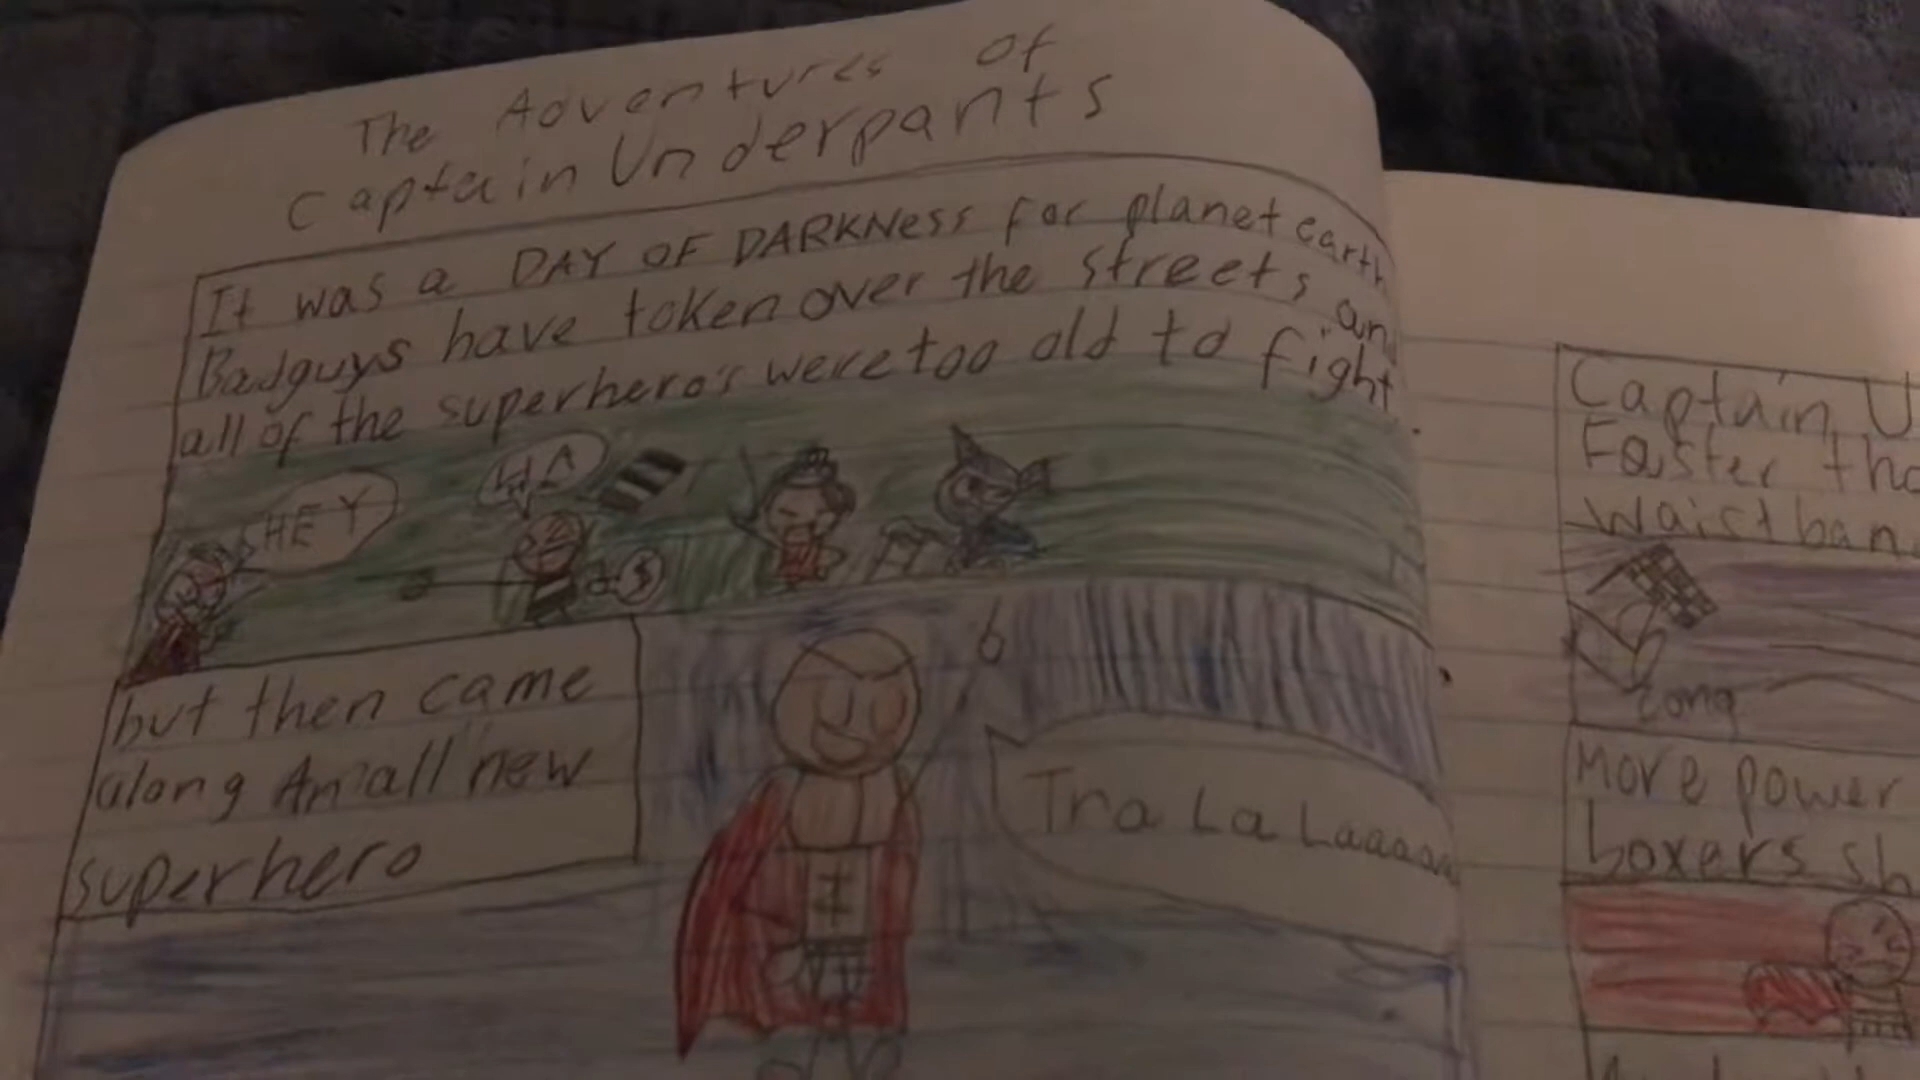 The Adventures of
Captain Underpants
It was a DAY OF DARKNess for planet earth
Badguys have token over the streets an
all of the superhero's were too old to fight
HEY
HA
$
but then came
along An all new
superhero
Tra La Laaaaa
Captain U
Faster tha
waistban
zong
More power
boxers sh